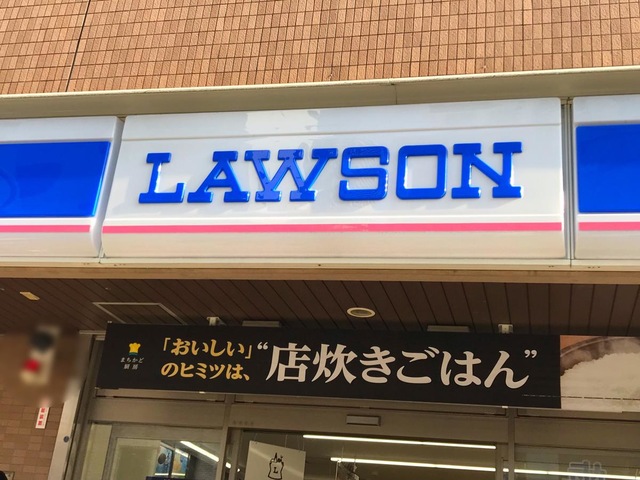 LAWSON
まちかど
厨房
「おいしい」
のヒミツは、
“店炊きごはん”
L